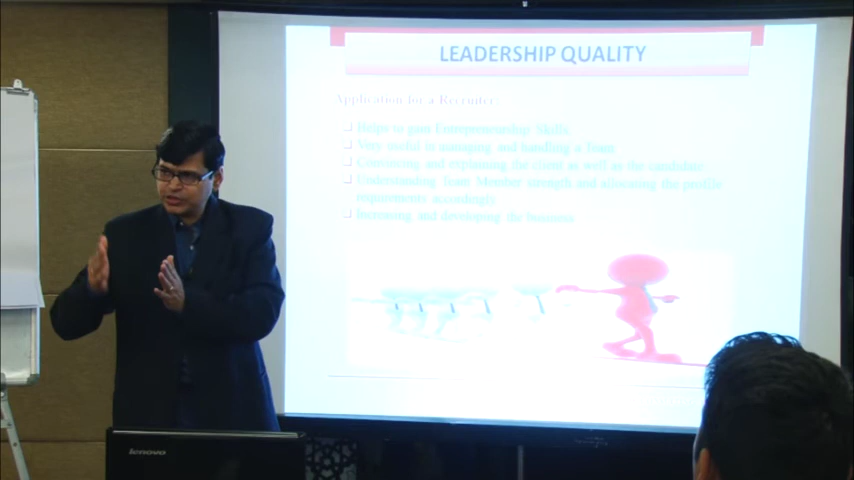 LEADERSHIP QUALITY
Application for a Recruiter:
Helps to gain Entrepreneurship Skills
Very useful in managing and handling a Team
Convincing and explaining the client as well as the candidate
Understanding Team Member strength and allocating the profile
requirements accordingly
Increasing and developing the business
lenovo